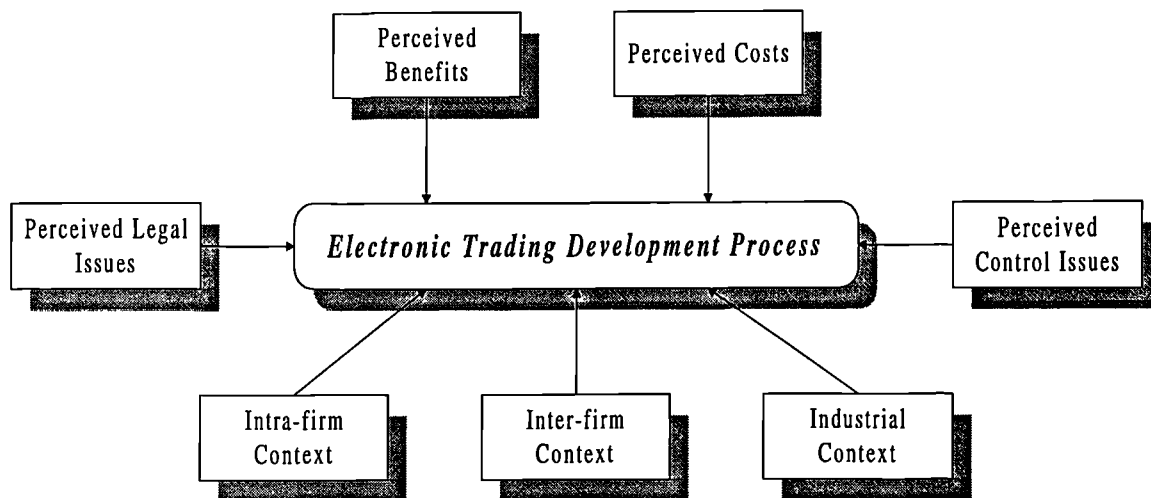 Perceived
Benefits
Perceived Costs
Perceived Legal
Issues
Electronic Trading Development Process
Perceived
Control Issues
Intra-firm
Context
Inter-firm
Context
Industrial
Context